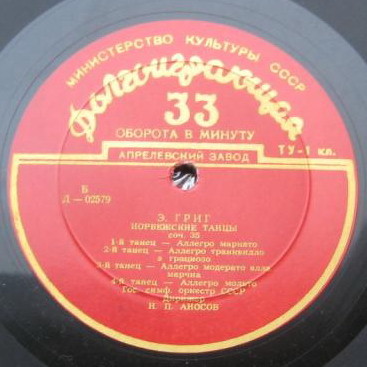 МИНИСТЕРСТВО КУЛЬТУРЫ СССР
Долгоиграющая
33
ОБОРОТА В МИНУТУ
ТУ-1 кл.
АПРЕЛЕВСКИЙ ЗАВОД
Б
Д—02579
Э. ГРИГ
НОРВЕЖСКИЕ ТАНЦЫ
соч. 35
1-й танец — Аллегро маркато
2-й танец — Аллегро транквилло
е грациозо
3-й танец — Аллегро модерато алла
марчиа
4-й танец — Аллегро мольто
Гос. симф. оркестр СССР
Дирижер
Н. П. АНОСОВ